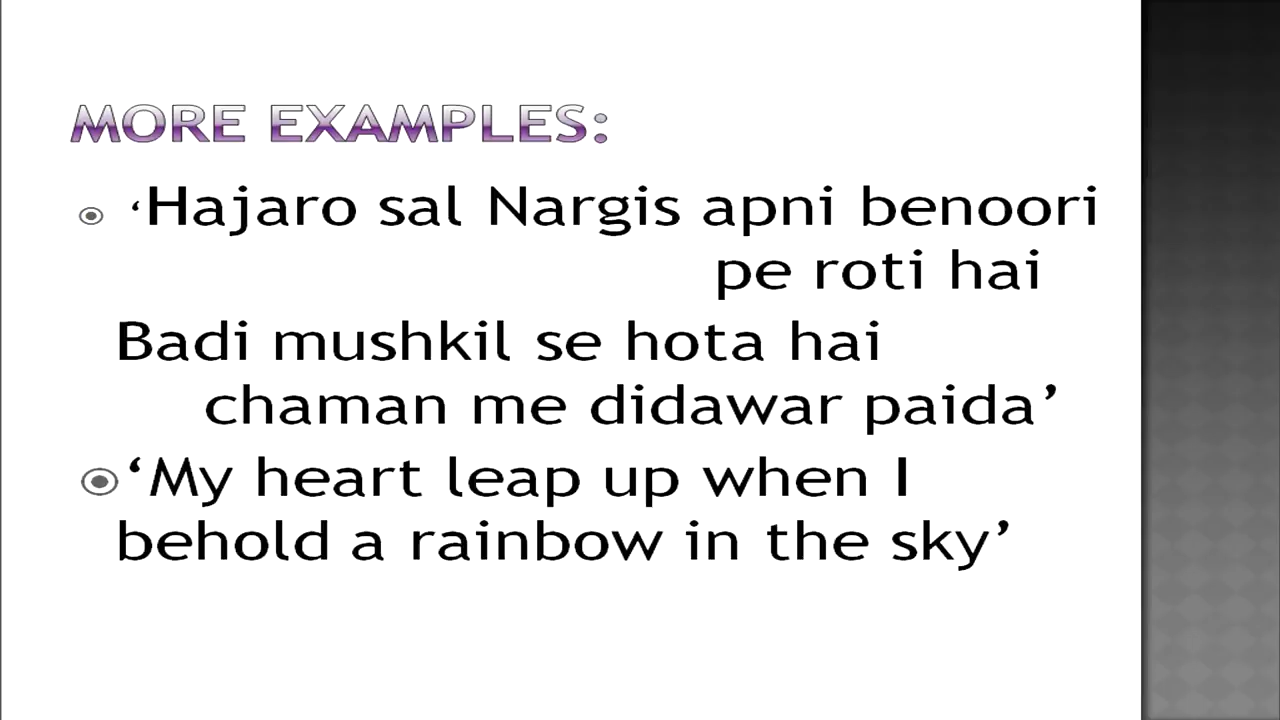 MORE EXAMPLES:
‘Hajaro sal Nargis apni benoori
pe roti hai
Badi mushkil se hota hai
chaman me didawar paida’
‘My heart leap up when I
behold a rainbow in the sky’